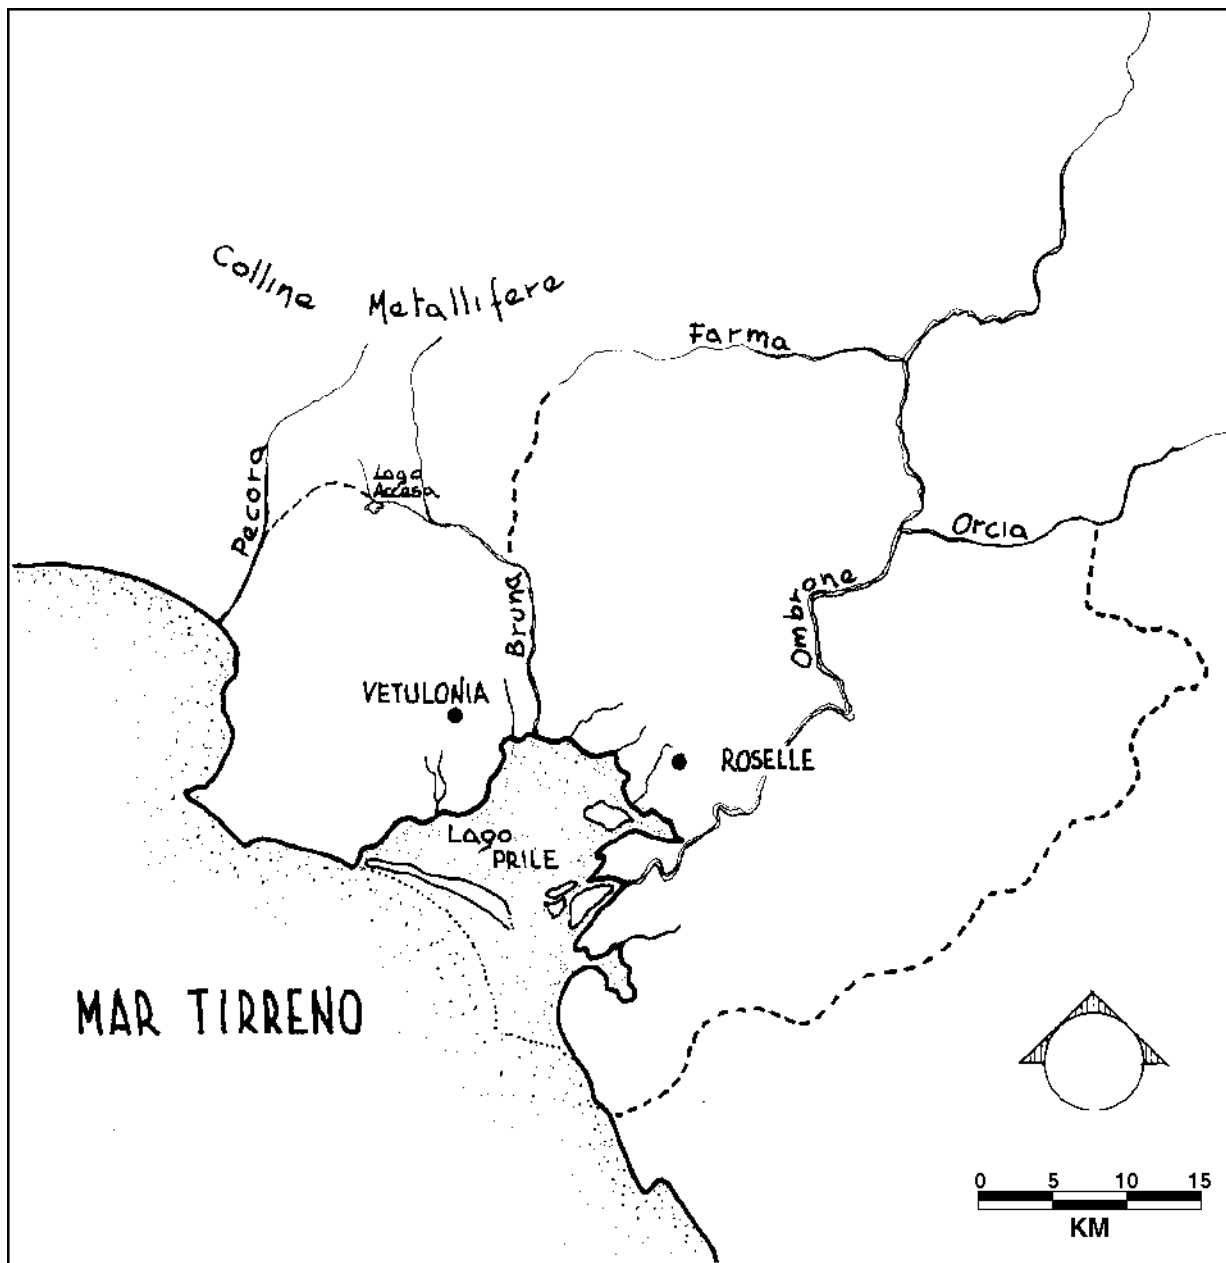 Colline
Metallifere
Farma
Pecora
Lago
Accesa
Orcia
Bruna
Ombrone
VETULONIA
ROSELLE
Lago
PRILE
MAR TIRRENO
0 5 10 15
KM